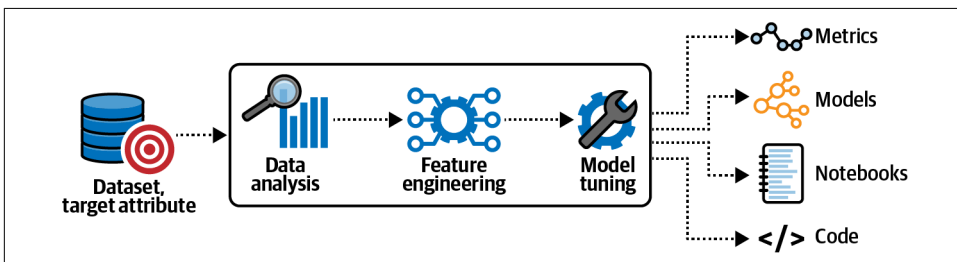 Dataset,
target attribute
Data
analysis
Feature
engineering
Model
tuning
Metrics
Models
Notebooks
</> Code